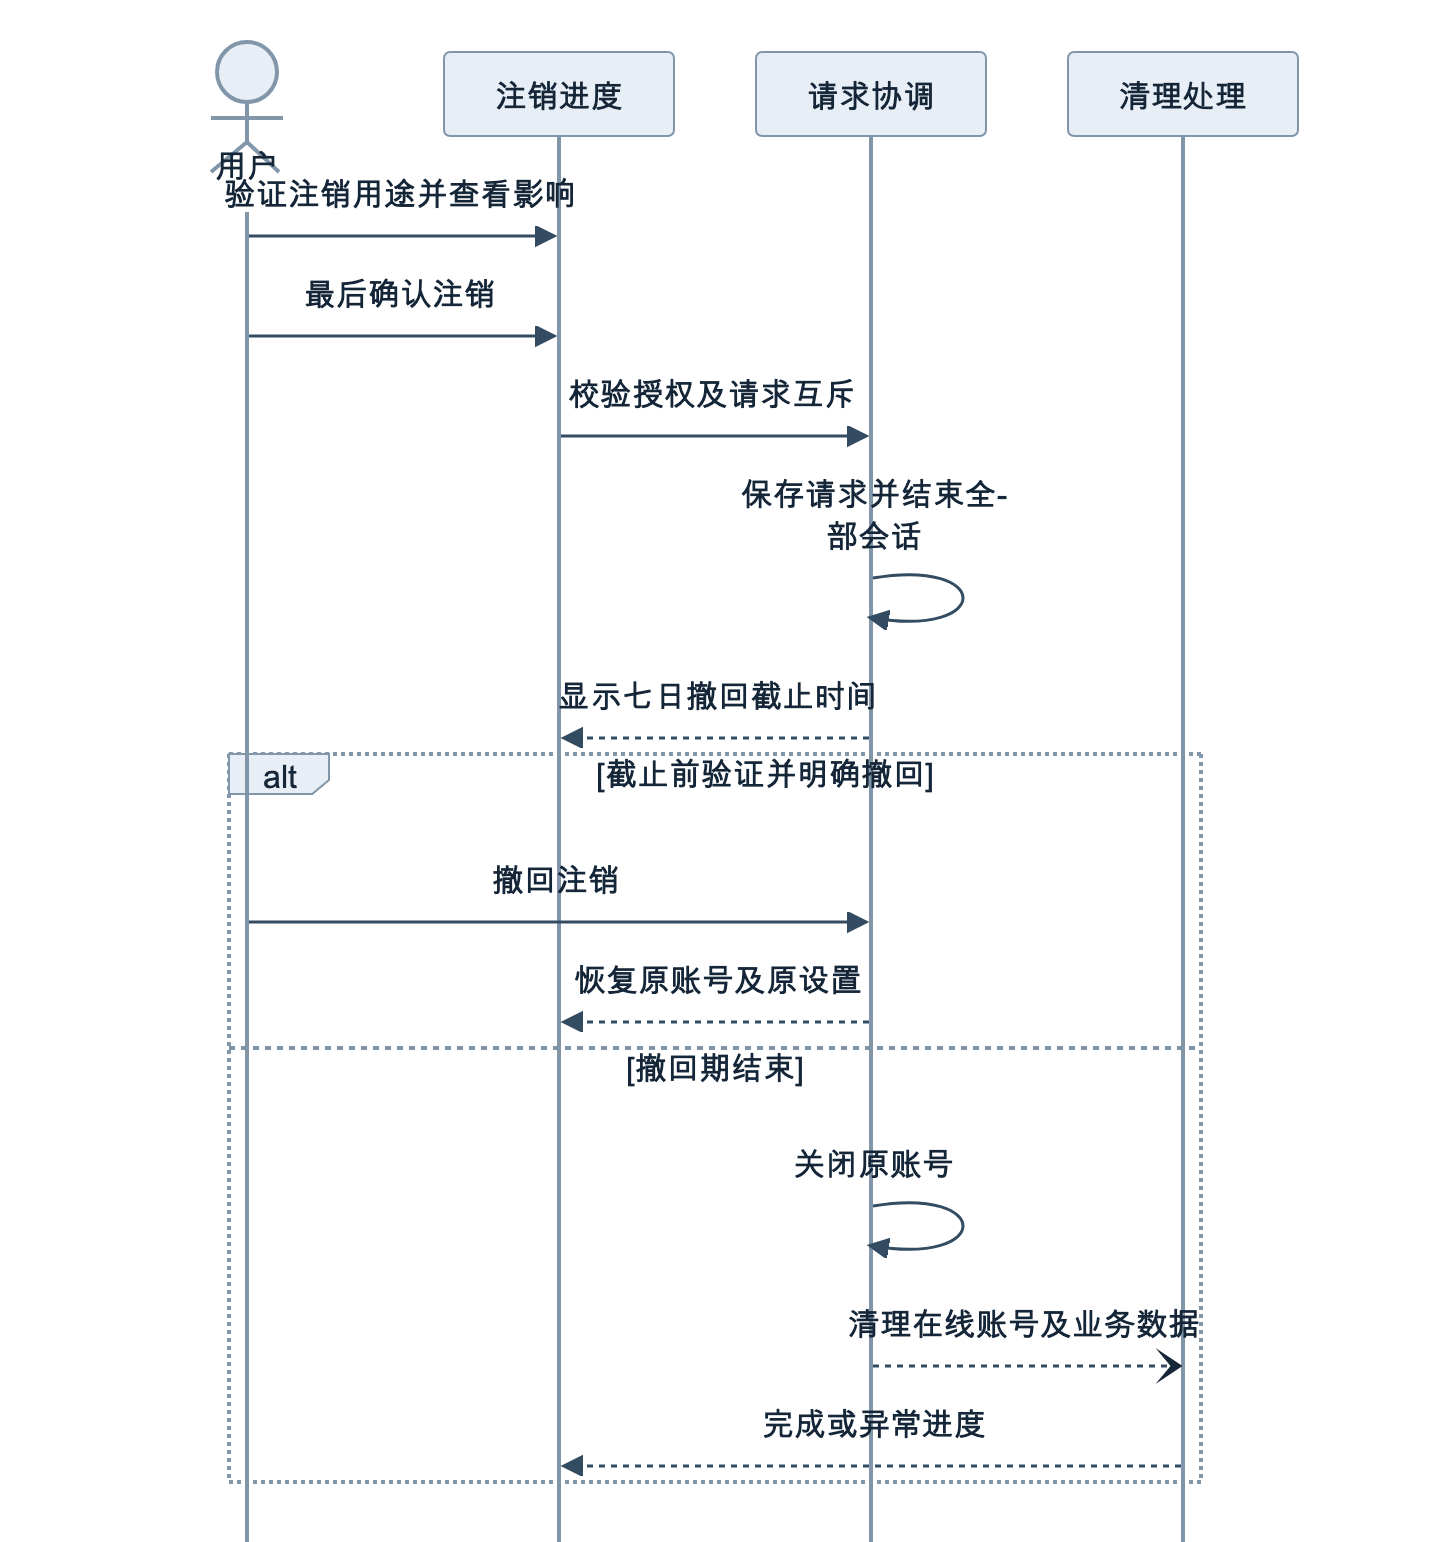 用户
注销进度
请求协调
清理处理
验证注销用途并查看影响
最后确认注销
校验授权及请求互斥
保存请求并结束全-
部会话
显示七日撤回截止时间
alt
[截止前验证并明确撤回]
撤回注销
恢复原账号及原设置
[撤回期结束]
关闭原账号
清理在线账号及业务数据
完成或异常进度